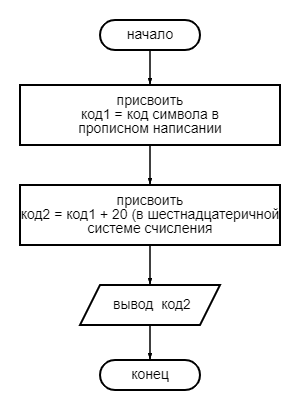 начало
присвоить
код1 = код символа в
прописном написании
присвоить
код2 = код1 + 20 (в шестнадцатеричной
системе счисления
вывод код2
конец